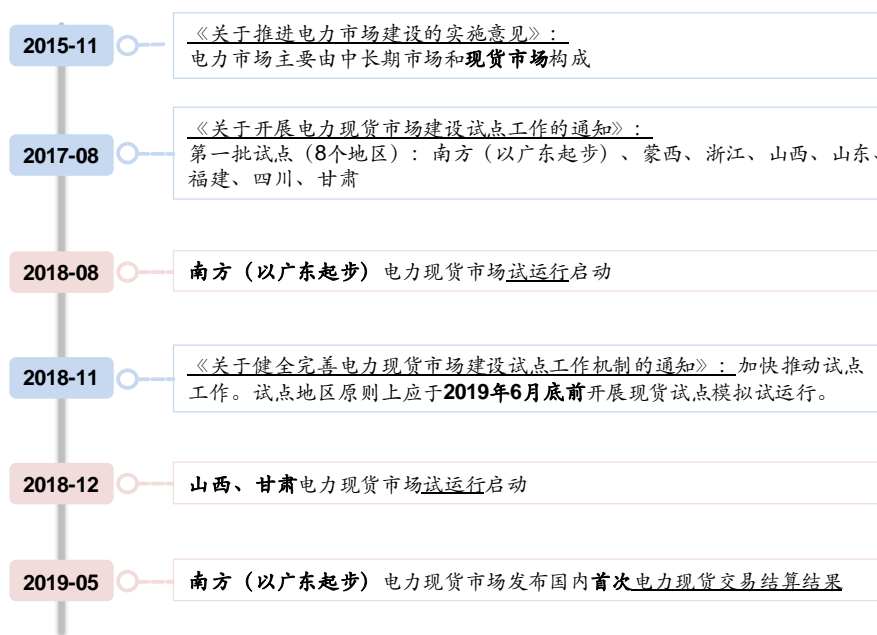 2015-11
《关于推进电力市场建设的实施意见》：
电力市场主要由中长期市场和现货市场构成
2017-08
《关于开展电力现货市场建设试点工作的通知》：
第一批试点（8个地区）：南方（以广东起步）、蒙西、浙江、山西、山东、
福建、四川、甘肃
2018-08
南方（以广东起步）电力现货市场试运行启动
2018-11
《关于健全完善电力现货市场建设试点工作机制的通知》：加快推动试点
工作。试点地区原则上应于2019年6月底前开展现货试点模拟试运行。
2018-12
山西、甘肃电力现货市场试运行启动
2019-05
南方（以广东起步）电力现货市场发布国内首次电力现货交易结算结果